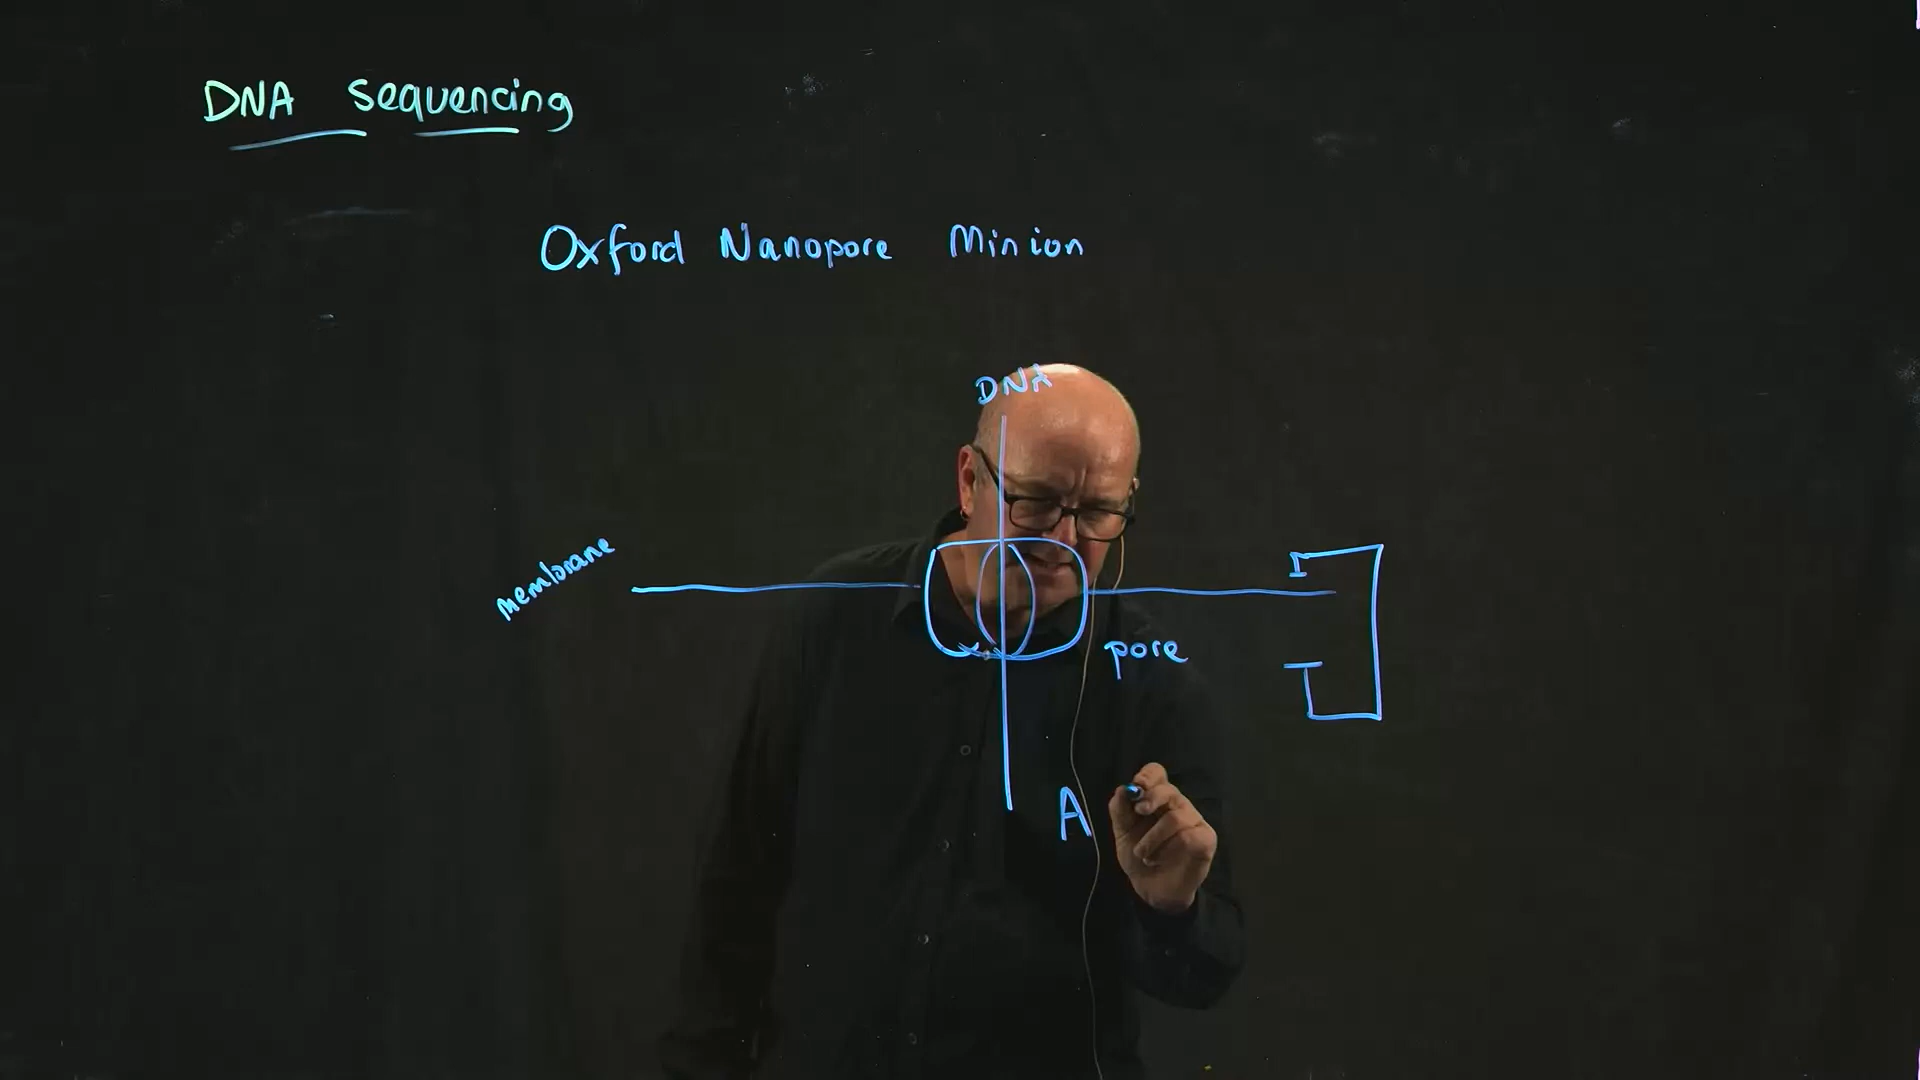 DNA sequencing
Oxford Nanopore Minion
DNA
membrane
pore
A